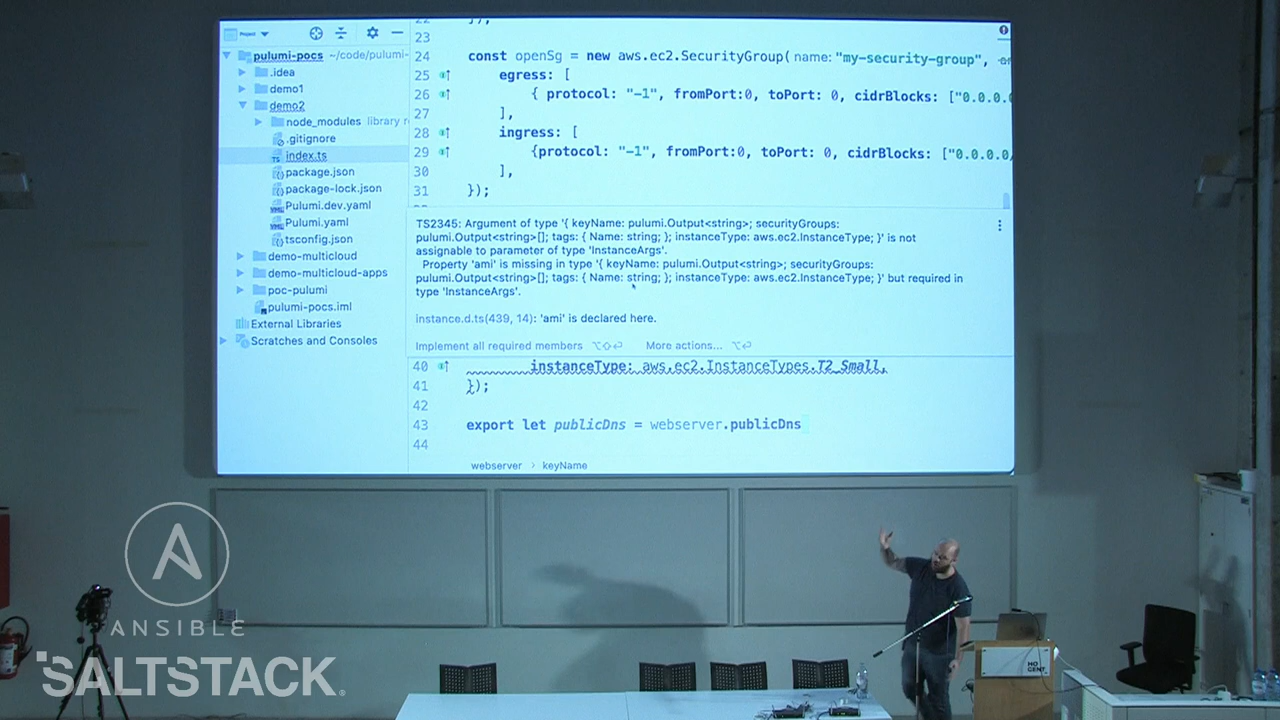 Project
pulumi-pocs ~/code/pulumi-
.idea
demo1
demo2
node_modules library r
.gitignore
index.ts
package.json
package-lock.json
Pulumi.dev.yaml
Pulumi.yaml
tsconfig.json
demo-multicloud
demo-multicloud-apps
poc-pulumi
pulumi-pocs.iml
External Libraries
Scratches and Consoles
22 });
23
24 const openSg = new aws.ec2.SecurityGroup( name: "my-security-group",
25 egress: [
26 { protocol: "-1", fromPort:0, toPort: 0, cidrBlocks: ["0.0.0.0
27 ],
28 ingress: [
29 {protocol: "-1", fromPort:0, toPort: 0, cidrBlocks: ["0.0.0.0/
30 ],
31 });
TS2345: Argument of type '{ keyName: pulumi.Output<string>; securityGroups:
pulumi.Output<string>[]; tags: { Name: string; }; instanceType: aws.ec2.InstanceType; }' is not
assignable to parameter of type 'InstanceArgs'.
Property 'ami' is missing in type '{ keyName: pulumi.Output<string>; securityGroups:
pulumi.Output<string>[]; tags: { Name: string; }; instanceType: aws.ec2.InstanceType; }' but required in
type 'InstanceArgs'.
instance.d.ts(439, 14): 'ami' is declared here.
Implement all required members ⌥⇧⏎ More actions... ⌥⏎
40 instanceType: aws.ec2.InstanceTypes.T2_Small,
41 });
42
43 export let publicDns = webserver.publicDns
44
webserver > keyName
ANSIBLE
SALTSTACK®
HO
GENT